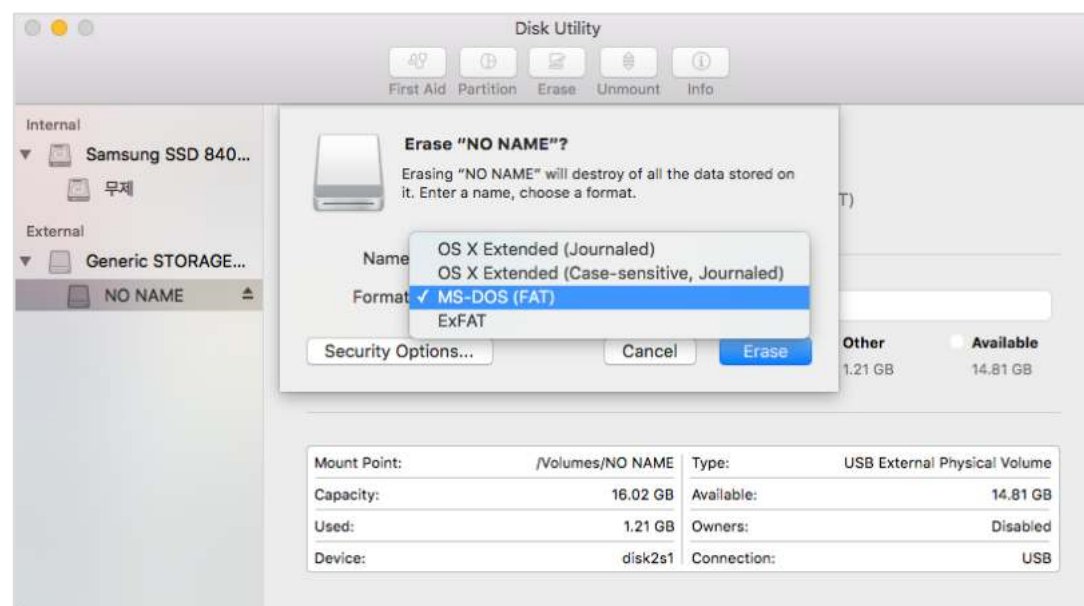 Disk Utility
First Aid Partition Erase Unmount Info
Internal
Samsung SSD 840...
무제
External
Generic STORAGE...
NO NAME
Erase “NO NAME”?
Erasing “NO NAME” will destroy of all the data stored on
it. Enter a name, choose a format.
T)
Name
OS X Extended (Journaled)
OS X Extended (Case-sensitive, Journaled)
Format ✓ MS-DOS (FAT)
ExFAT
Security Options... Cancel Erase
Other Available
1.21 GB 14.81 GB
Mount Point: /Volumes/NO NAME Type: USB External Physical Volume
Capacity: 16.02 GB Available: 14.81 GB
Used: 1.21 GB Owners: Disabled
Device: disk2s1 Connection: USB